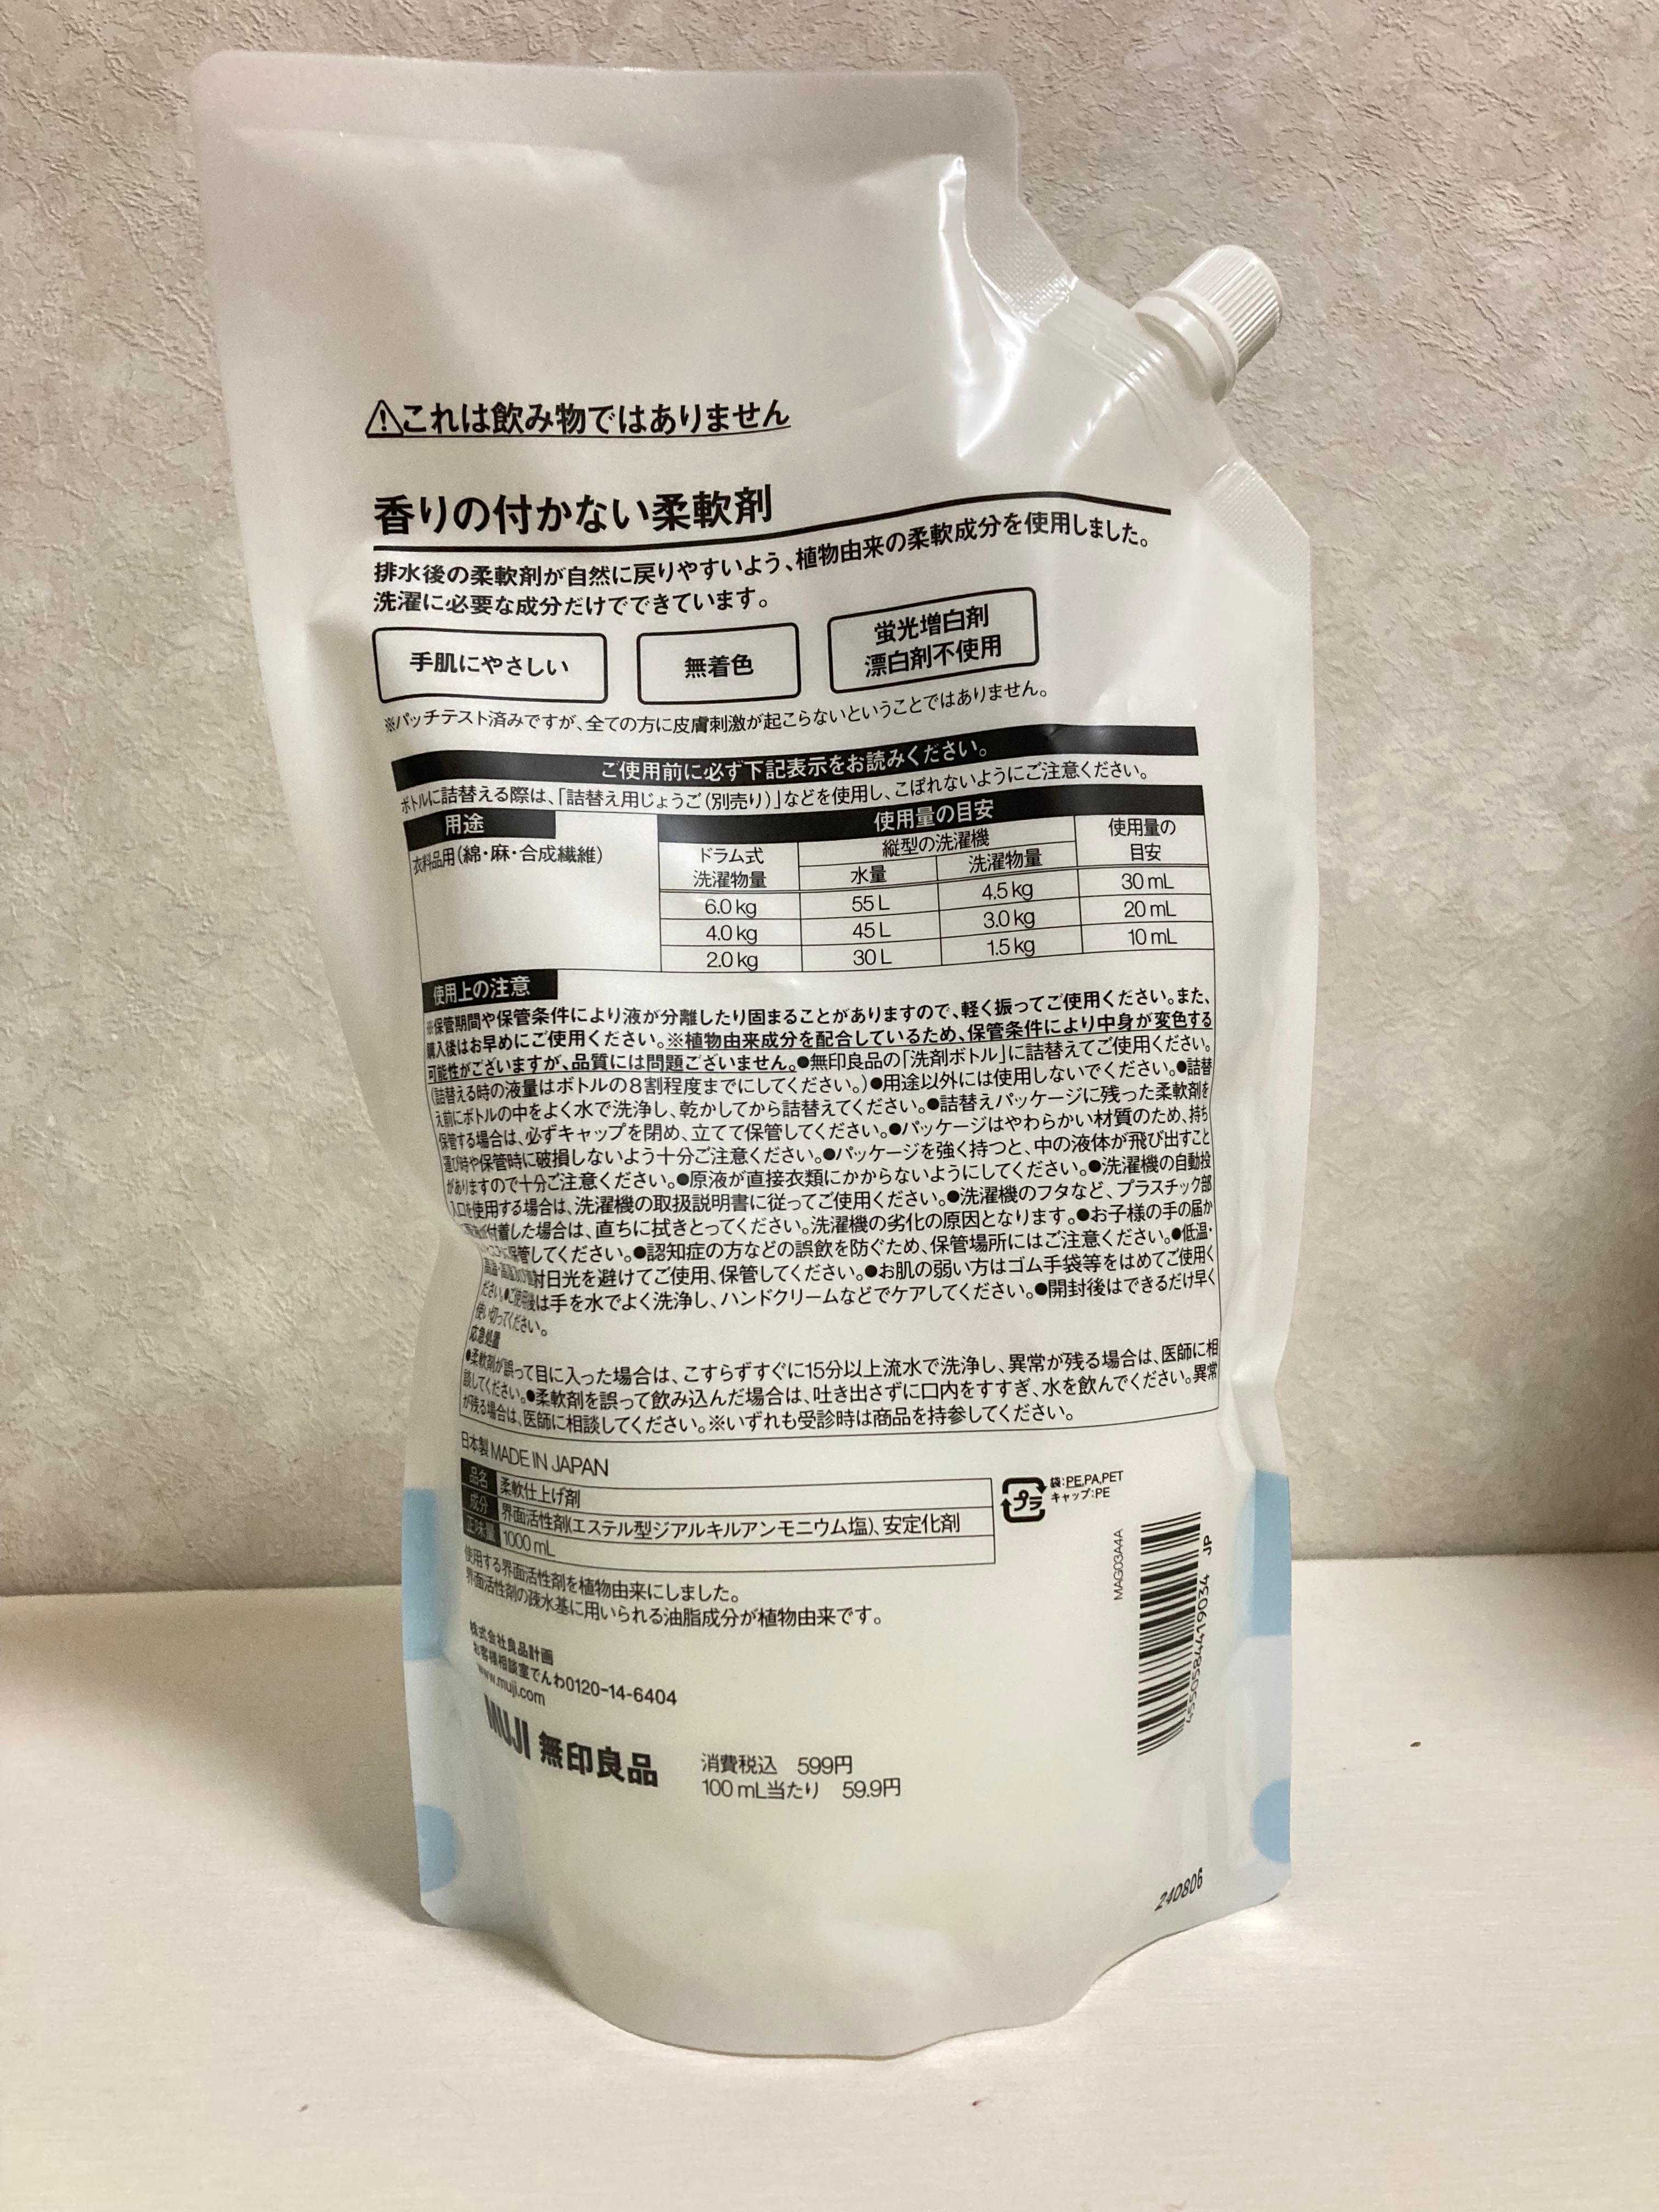 ⚠これは飲み物ではありません
香りの付かない柔軟剤
排水後の柔軟剤が自然に戻りやすいよう、植物由来の柔軟成分を使用しました。
洗濯に必要な成分だけでできています。
手肌にやさしい
無着色
蛍光増白剤
漂白剤不使用
※パッチテスト済みですが、全ての方に皮膚刺激が起こらないということではありません。
ご使用前に必ず下記表示をお読みください。
ボトルに詰替える際は、「詰替え用じょうご(別売り)」などを使用し、こぼれないようにご注意ください。
用途
衣料品用(綿・麻・合成繊維)
使用量の目安
ドラム式 縦型の洗濯機 使用量の
洗濯物量 水量 洗濯物量 目安
6.0kg 55L 4.5kg 30mL
4.0kg 45L 3.0kg 20mL
2.0kg 30L 1.5kg 10mL
使用上の注意
※保管期間や保管条件により液が分離したり固まることがありますので、軽く振ってご使用ください。また、
購入後はお早めにご使用ください。※植物由来成分を配合しているため、保管条件により中身が変色する
可能性がございますが、品質には問題ございません。●無印良品の「洗剤ボトル」に詰替えてご使用ください。
(詰替える時の液量はボトルの8割程度までにしてください。)●用途以外には使用しないでください。●詰替
え前にボトルの中をよく水で洗浄し、乾かしてから詰替えてください。●詰替えパッケージに残った柔軟剤を
保管する場合は、必ずキャップを閉め、立てて保管してください。●パッケージはやわらかい材質のため、持ち
運び時や保管時に破損しないよう十分ご注意ください。●パッケージを強く持つと、中の液体が飛び出すこと
がありますので十分ご注意ください。●原液が直接衣類にかからないようにしてください。●洗濯機の自動投
入口を使用する場合は、洗濯機の取扱説明書に従ってご使用ください。●洗濯機のフタなど、プラスチック部
付着した場合は、直ちに拭きとってください。洗濯機の劣化の原因となります。●お子様の手の届か
保管してください。●認知症の方などの誤飲を防ぐため、保管場所にはご注意ください。●低温・
対日光を避けてご使用、保管してください。●お肌の弱い方はゴム手袋等をはめてご使用く
ださい。●ご使用後は手を水でよく洗浄し、ハンドクリームなどでケアしてください。●開封後はできるだけ早く
使い切ってください。
応急処置
●柔軟剤が誤って目に入った場合は、こすらずすぐに15分以上流水で洗浄し、異常が残る場合は、医師に相
談してください。●柔軟剤を誤って飲み込んだ場合は、吐き出さずに口内をすすぎ、水を飲んでください。異常
が残る場合は、医師に相談してください。※いずれも受診時は商品を持参してください。
日本製 MADE IN JAPAN
品名 柔軟仕上げ剤
成分 界面活性剤(エステル型ジアルキルアンモニウム塩)、安定化剤
正味量 1000mL
プラ
袋:PE,PA,PET
キャップ:PE
使用する界面活性剤を植物由来にしました。
界面活性剤の疎水基に用いられる油脂成分が植物由来です。
株式会社良品計画
お客様相談室でんわ0120-14-6404
www.muji.com
MUJI 無印良品
消費税込 599円
100mL当たり 59.9円
MAG03A4A
4550584419034 JP
240806